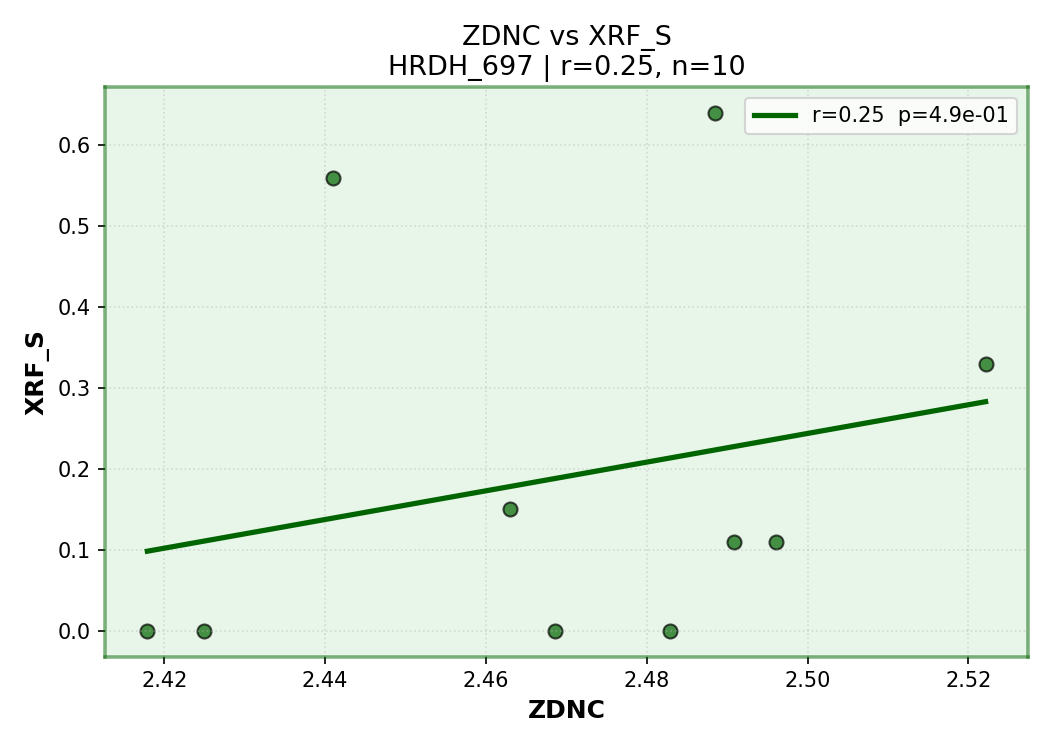 ZDNC vs XRF_S
HRDH_697 | r=0.25, n=10
r=0.25 p=4.9e-01
XRF_S
0.6
0.5
0.4
0.3
0.2
0.1
0.0
2.42 2.44 2.46 2.48 2.50 2.52
ZDNC